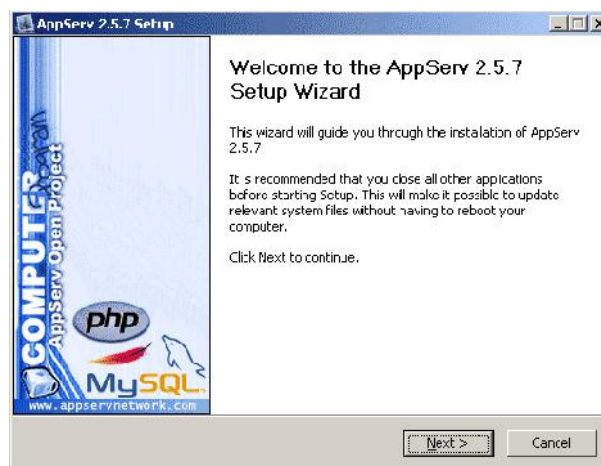 AppServ 2.5.7 Setup
Welcome to the AppServ 2.5.7
Setup Wizard
This wizard will guide you through the instalation of AppServ
2.5.7
It is recommended that you close all other applications
before starting Setup. This will make it possible to update
relevant system files without having to reboot your
computer.
Click Next to continue.
COMPUTER
Program
AppServ Open Project
php
MySQL
www.appservnetwork.com
Next >
Cancel